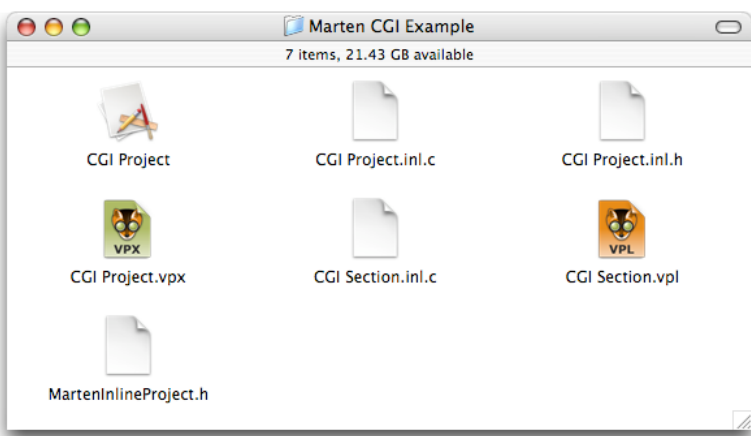 Marten CGI Example
7 items, 21.43 GB available
CGI Project
CGI Project.inl.c
CGI Project.inl.h
VPX
VPL
CGI Project.vpx
CGI Section.inl.c
CGI Section.vpl
MartenInlineProject.h